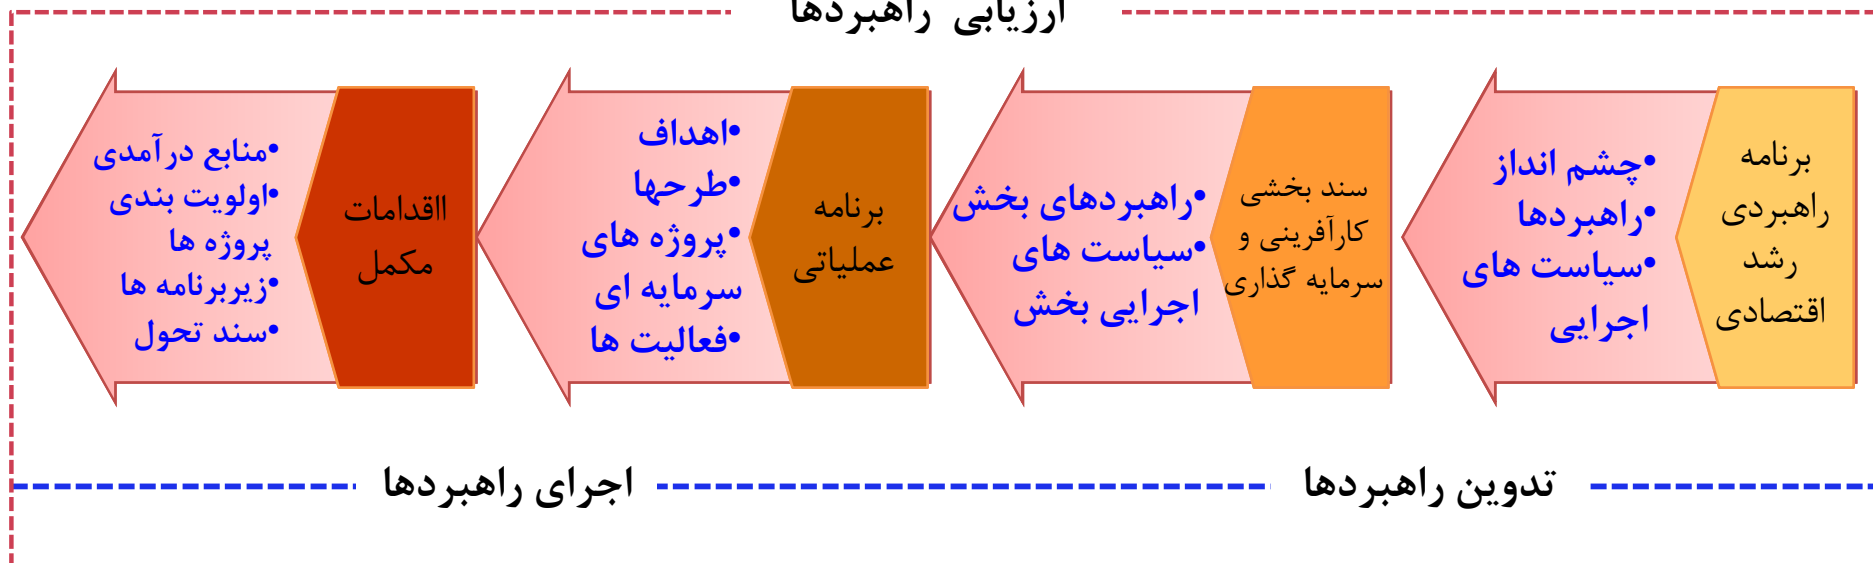 ارزیابی راهبردها
برنامه
راهبردی
رشد
اقتصادی
•چشم انداز
•راهبردها
•سیاست های
اجرایی
سند بخشی
کارآفرینی و
سرمایه گذاری
•راهبردهای بخش
•سیاست های
اجرایی بخش
برنامه
عملیاتی
•اهداف
•طرحها
•پروژه های
سرمایه ای
•فعالیت ها
ااقدامات
مکمل
•منابع درآمدی
•اولویت بندی
پروژه ها
•زیربرنامه ها
•سند تحول
تدوین راهبردها
اجرای راهبردها